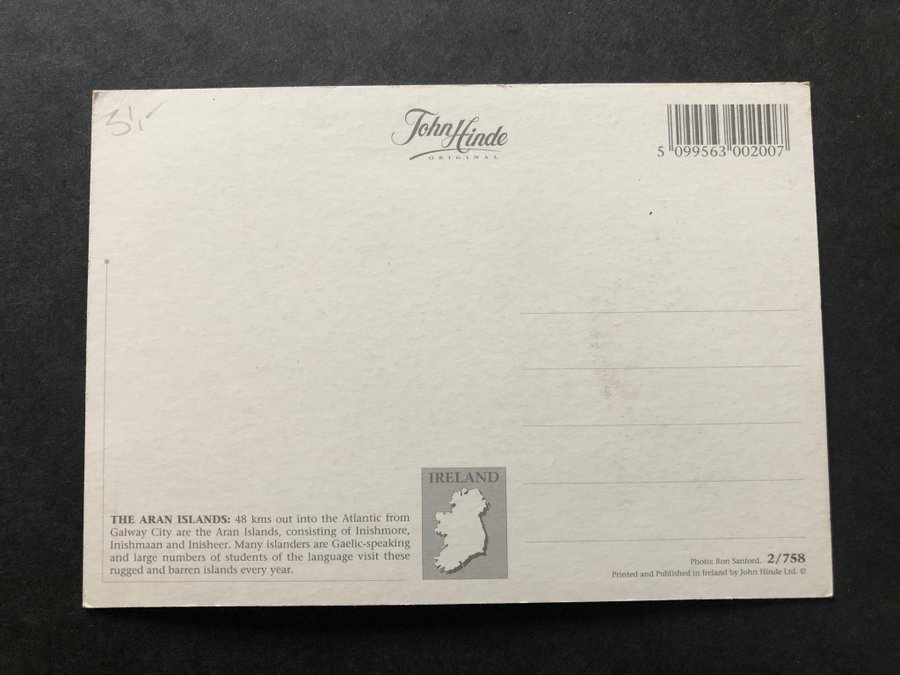 John Hinde
ORIGINAL
5 099563 002007
IRELAND
THE ARAN ISLANDS: 48 kms out into the Atlantic from
Galway City are the Aran Islands, consisting of Inishmore,
Inishmaan and Inisheer. Many islanders are Gaelic-speaking
and large numbers of students of the language visit these
rugged and barren islands every year.
Photo: Ron Sanford. 2/758
Printed and Published in Ireland by John Hinde Ltd. ©